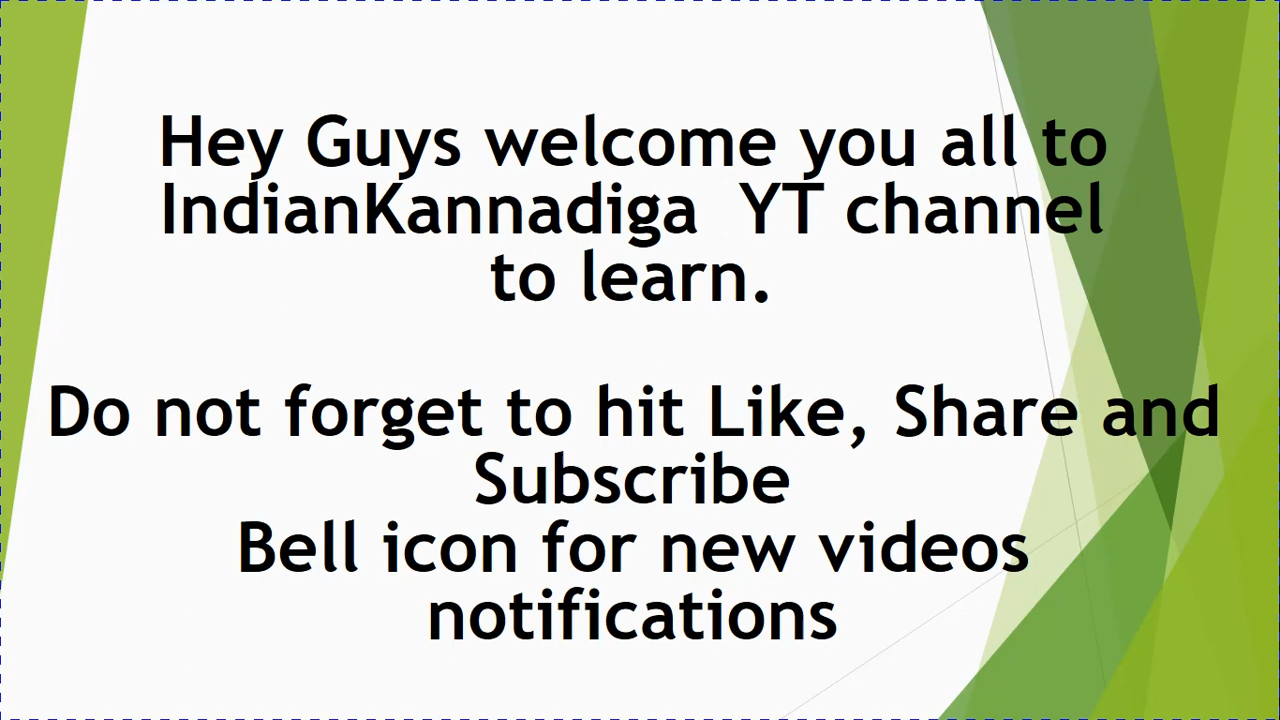 Hey Guys welcome you all to
IndianKannadiga  YT channel
to learn.
Do not forget to hit Like, Share and
Subscribe
Bell icon for new videos
notifications